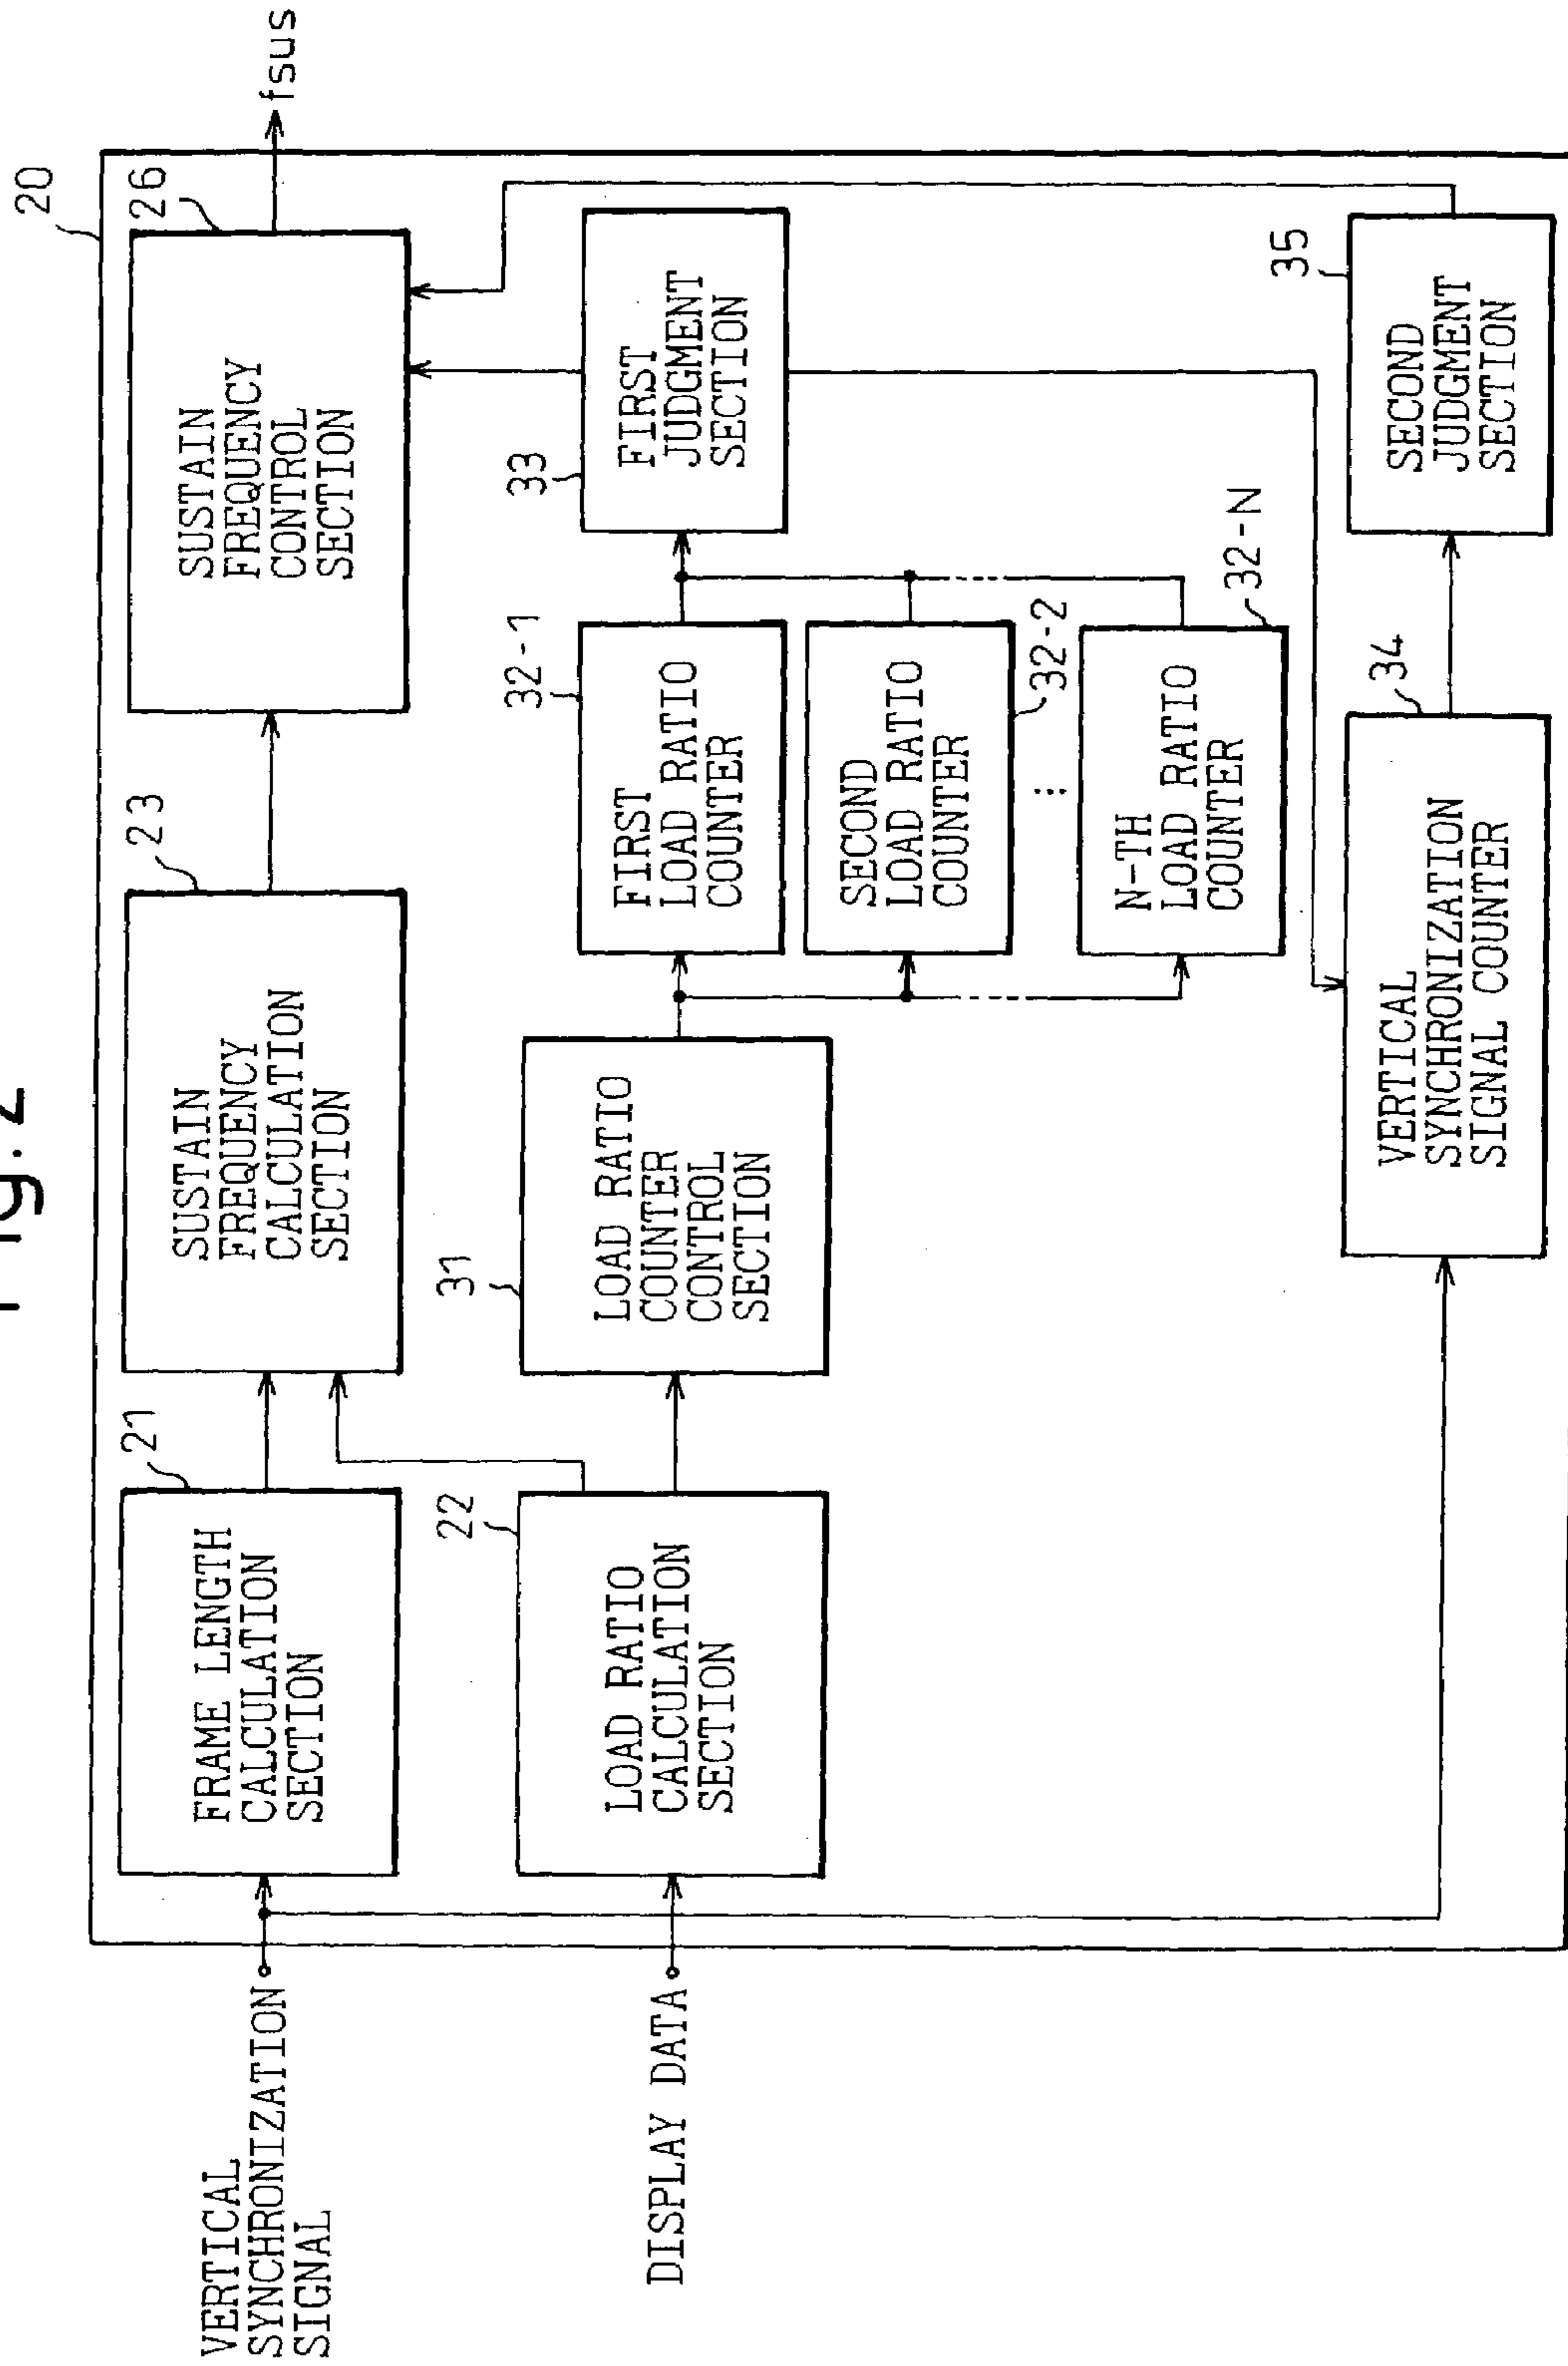 Fig. 2
20
VERTICAL
SYNCHRONIZATION
SIGNAL
21
FRAME LENGTH
CALCULATION
SECTION
23
SUSTAIN
FREQUENCY
CALCULATION
SECTION
26
SUSTAIN
FREQUENCY
CONTROL
SECTION
fsus
DISPLAY DATA
22
LOAD RATIO
CALCULATION
SECTION
31
LOAD RATIO
COUNTER
CONTROL
SECTION
32-1
FIRST
LOAD RATIO
COUNTER
33
FIRST
JUDGMENT
SECTION
SECOND
LOAD RATIO
COUNTER
32-2
N-TH
LOAD RATIO
COUNTER
32-N
34
VERTICAL
SYNCHRONIZATION
SIGNAL COUNTER
35
SECOND
JUDGMENT
SECTION